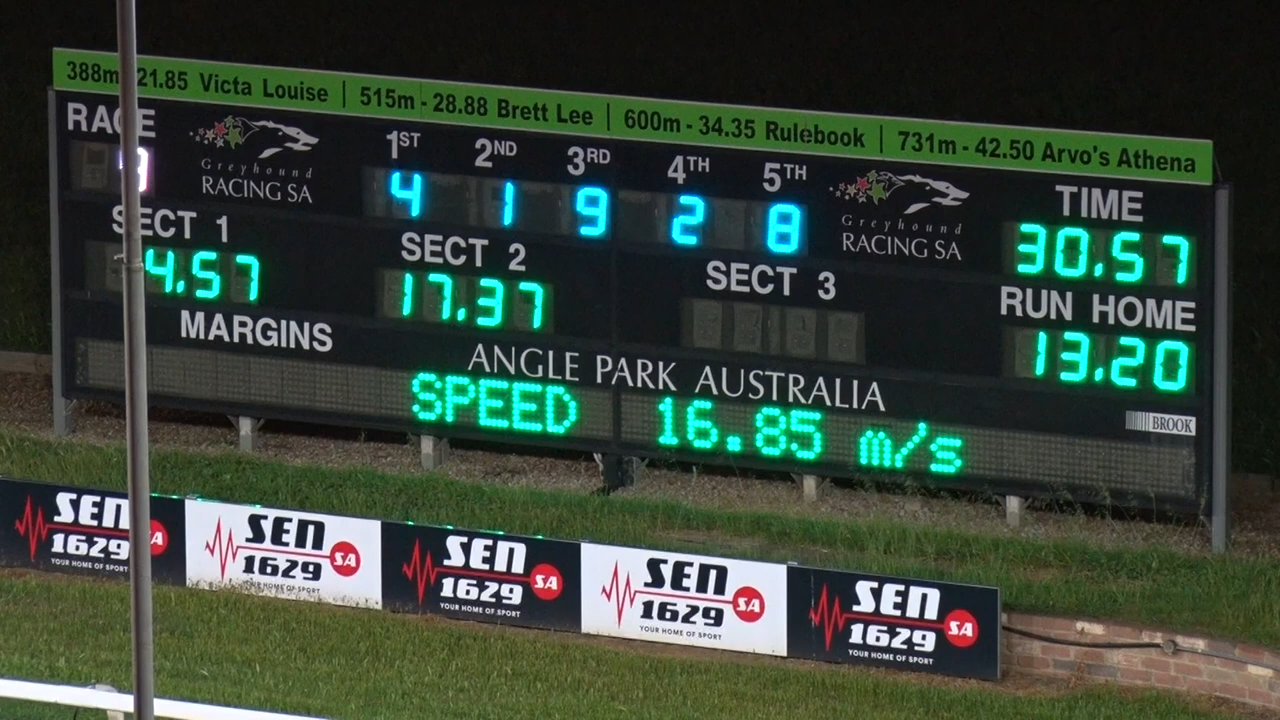 388m 21.85 Victa Louise | 515m - 28.88 Brett Lee | 600m - 34.35 Rulebook | 731m - 42.50 Arvo's Athena
RACE
Greyhound
RACING SA
1ST 2ND 3RD 4TH 5TH
4 1 9 2 8
Greyhound
RACING SA
TIME
30.57
SECT 1
4.57
SECT 2
17.37
SECT 3
RUN HOME
13.20
MARGINS
ANGLE PARK AUSTRALIA
SPEED 16.85 m/s
BROOK
SEN
1629 SA
YOUR HOME OF SPORT
SEN
1629 SA
YOUR HOME OF SPORT
SEN
1629 SA
YOUR HOME OF SPORT
SEN
1629 SA
YOUR HOME OF SPORT
SEN
1629 SA
YOUR HOME OF SPORT